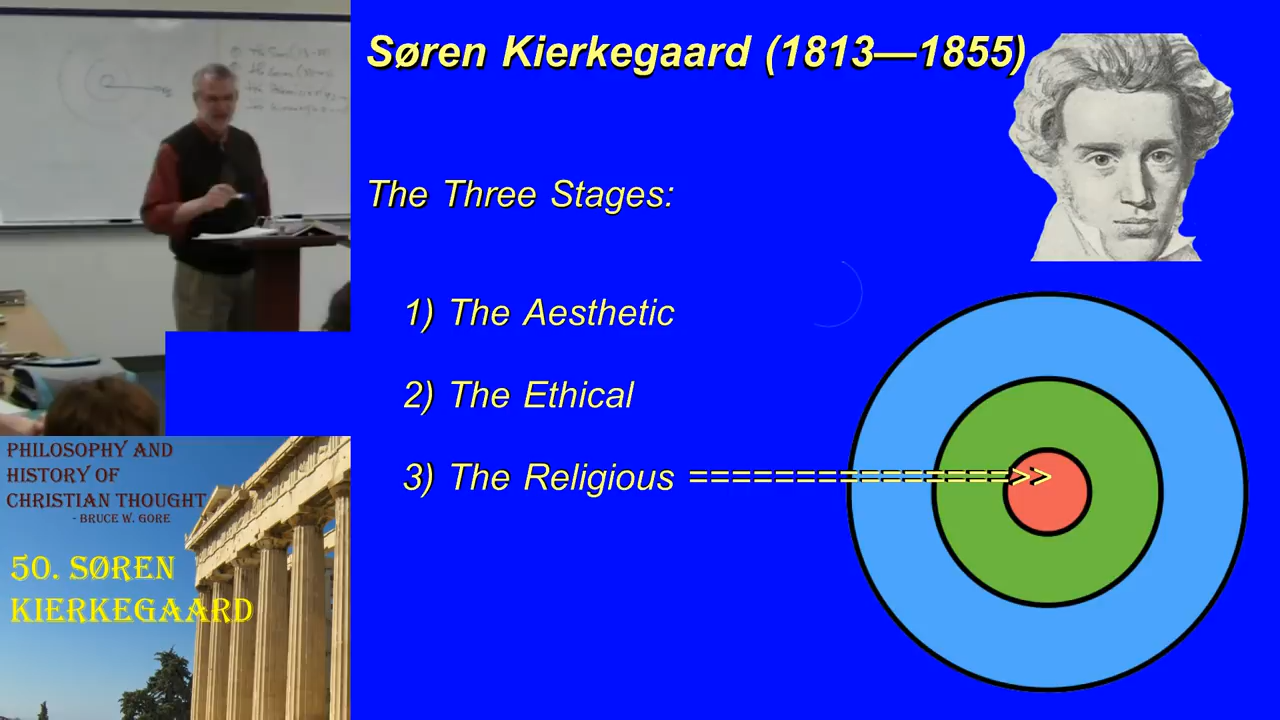 Søren Kierkegaard (1813—1855)
The Three Stages:
1) The Aesthetic
2) The Ethical
3) The Religious ==============>>
PHILOSOPHY AND
HISTORY OF
CHRISTIAN THOUGHT
- BRUCE W. GORE
50. SØREN
KIERKEGAARD